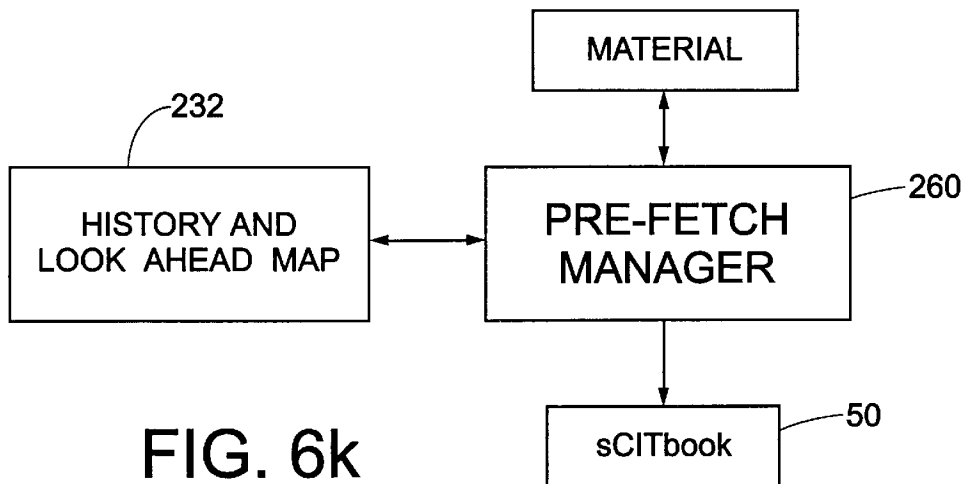 MATERIAL
232
260
HISTORY AND
LOOK AHEAD MAP
PRE-FETCH
MANAGER
50
sCITbook
FIG. 6k